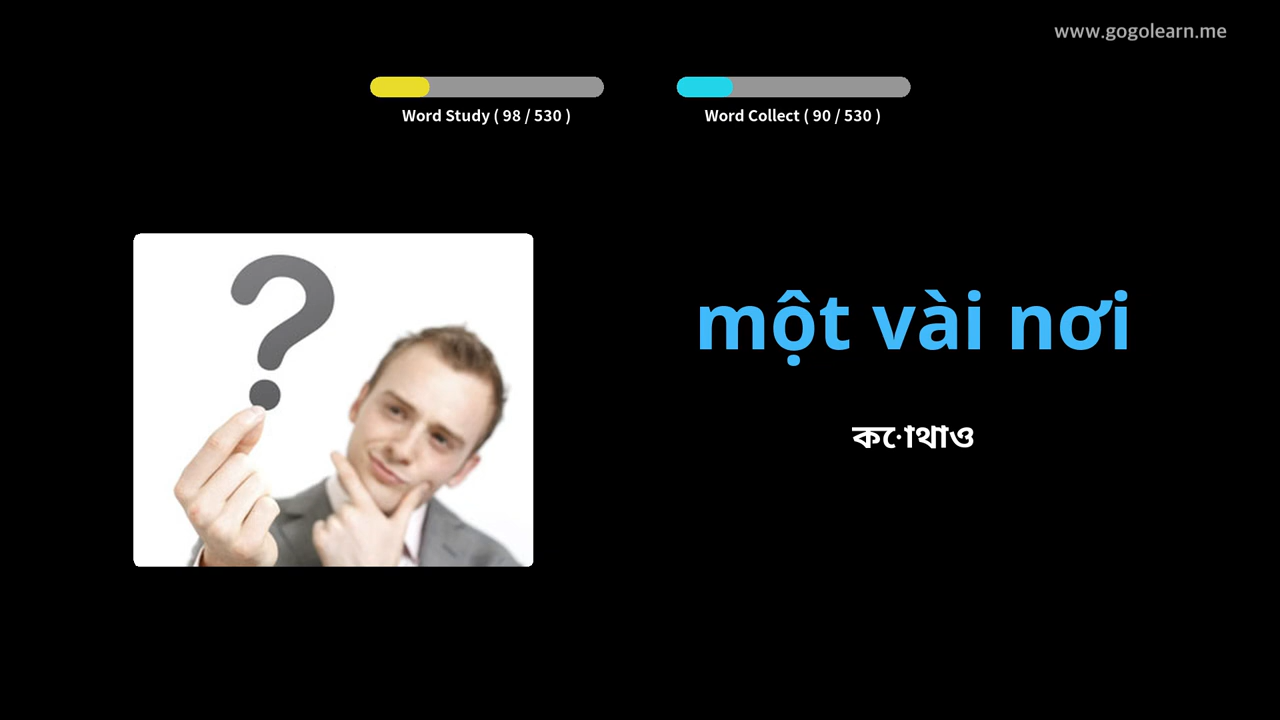 www.gogolearn.me
Word Study ( 98 / 530 )
Word Collect ( 90 / 530 )
một vài nơi
কোথাও